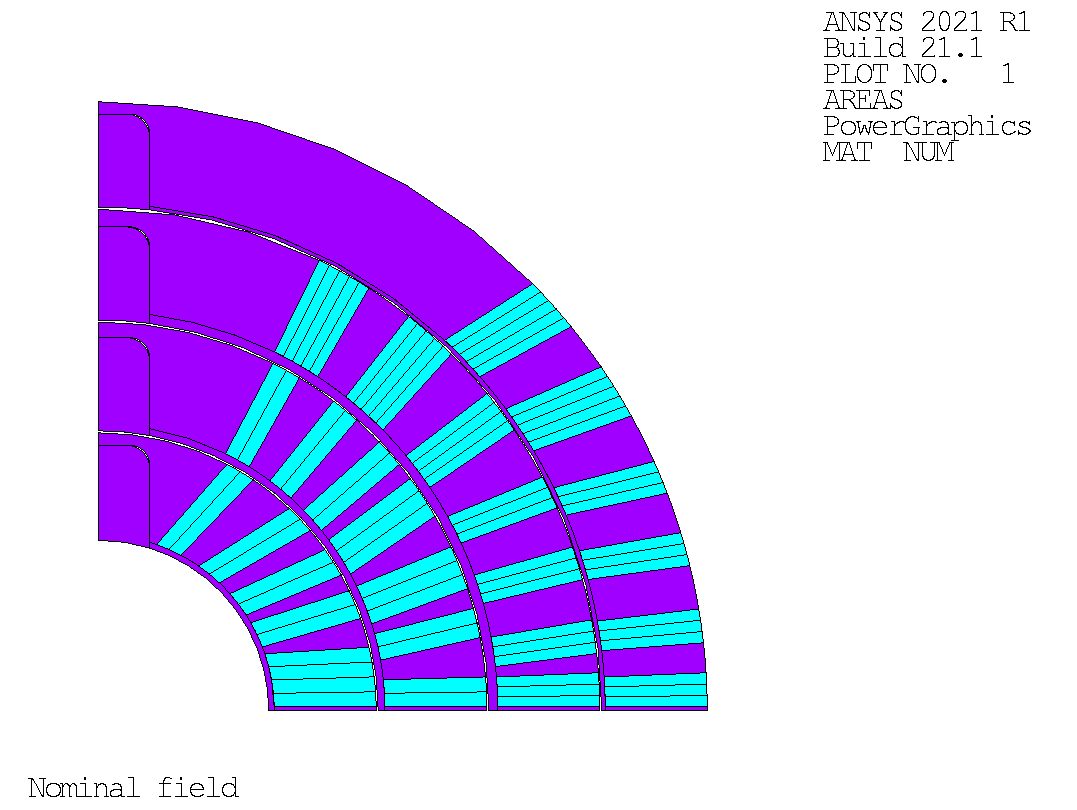 ANSYS 2021 R1
Build 21.1
PLOT NO. 1
AREAS
PowerGraphics
MAT NUM
Nominal field